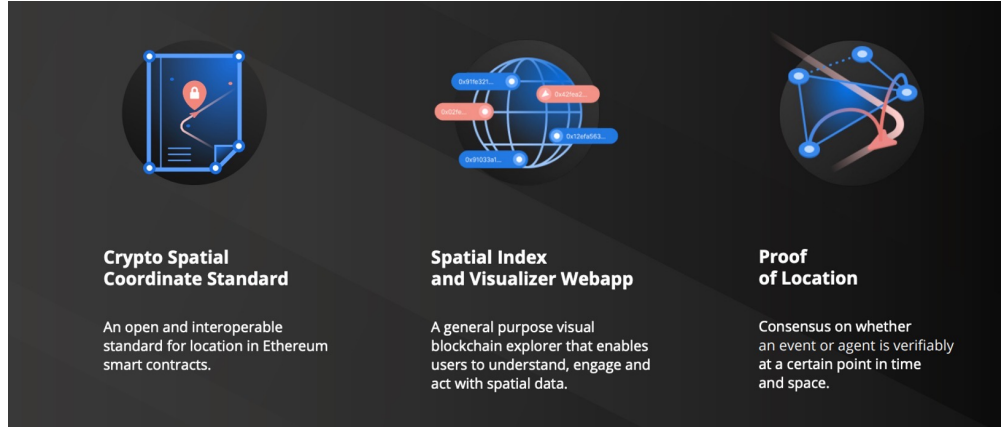 0x91fe321...
0x42fea2...
0x02fe...
0x12efa563...
0x91033a1...
Crypto Spatial
Coordinate Standard
An open and interoperable
standard for location in Ethereum
smart contracts.
Spatial Index
and Visualizer Webapp
A general purpose visual
blockchain explorer that enables
users to understand, engage and
act with spatial data.
Proof
of Location
Consensus on whether
an event or agent is verifiably
at a certain point in time
and space.